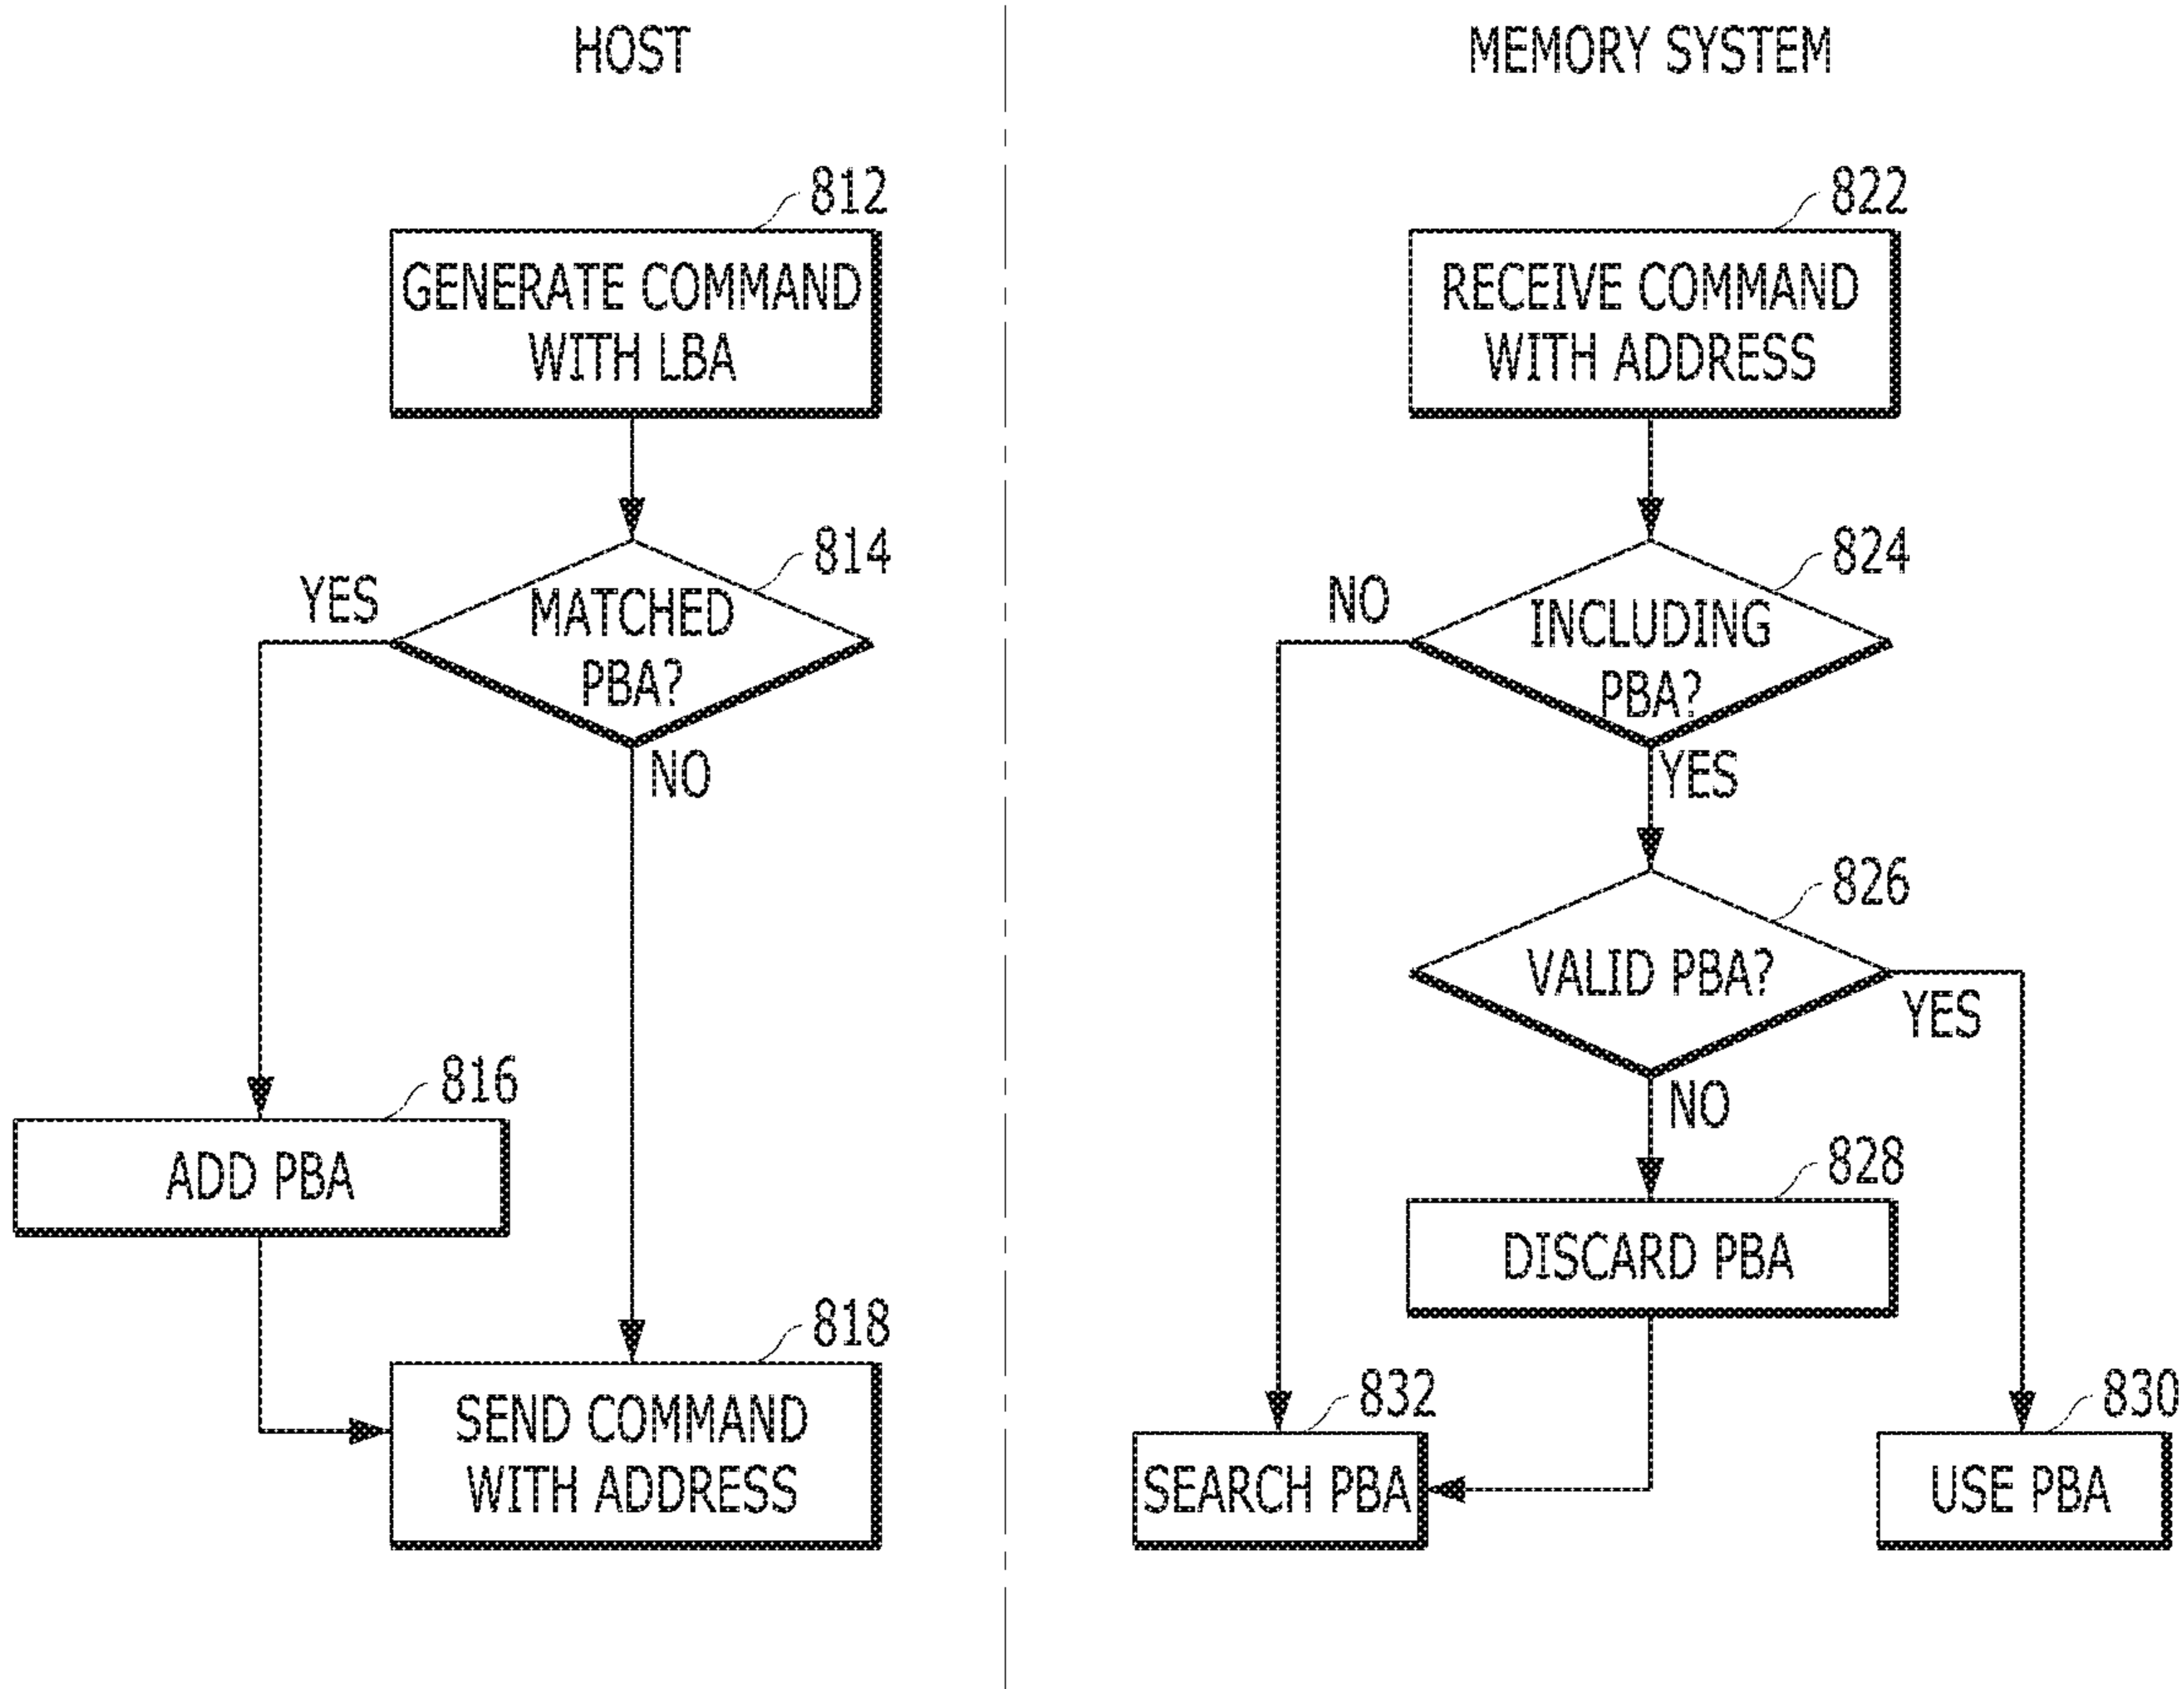 HOST
812
GENERATE COMMAND
WITH LBA
814
YES
MATCHED
PBA?
NO
816
ADD PBA
818
SEND COMMAND
WITH ADDRESS
MEMORY SYSTEM
822
RECEIVE COMMAND
WITH ADDRESS
824
NO
INCLUDING
PBA?
YES
826
VALID PBA?
YES
NO
828
DISCARD PBA
832
SEARCH PBA
830
USE PBA